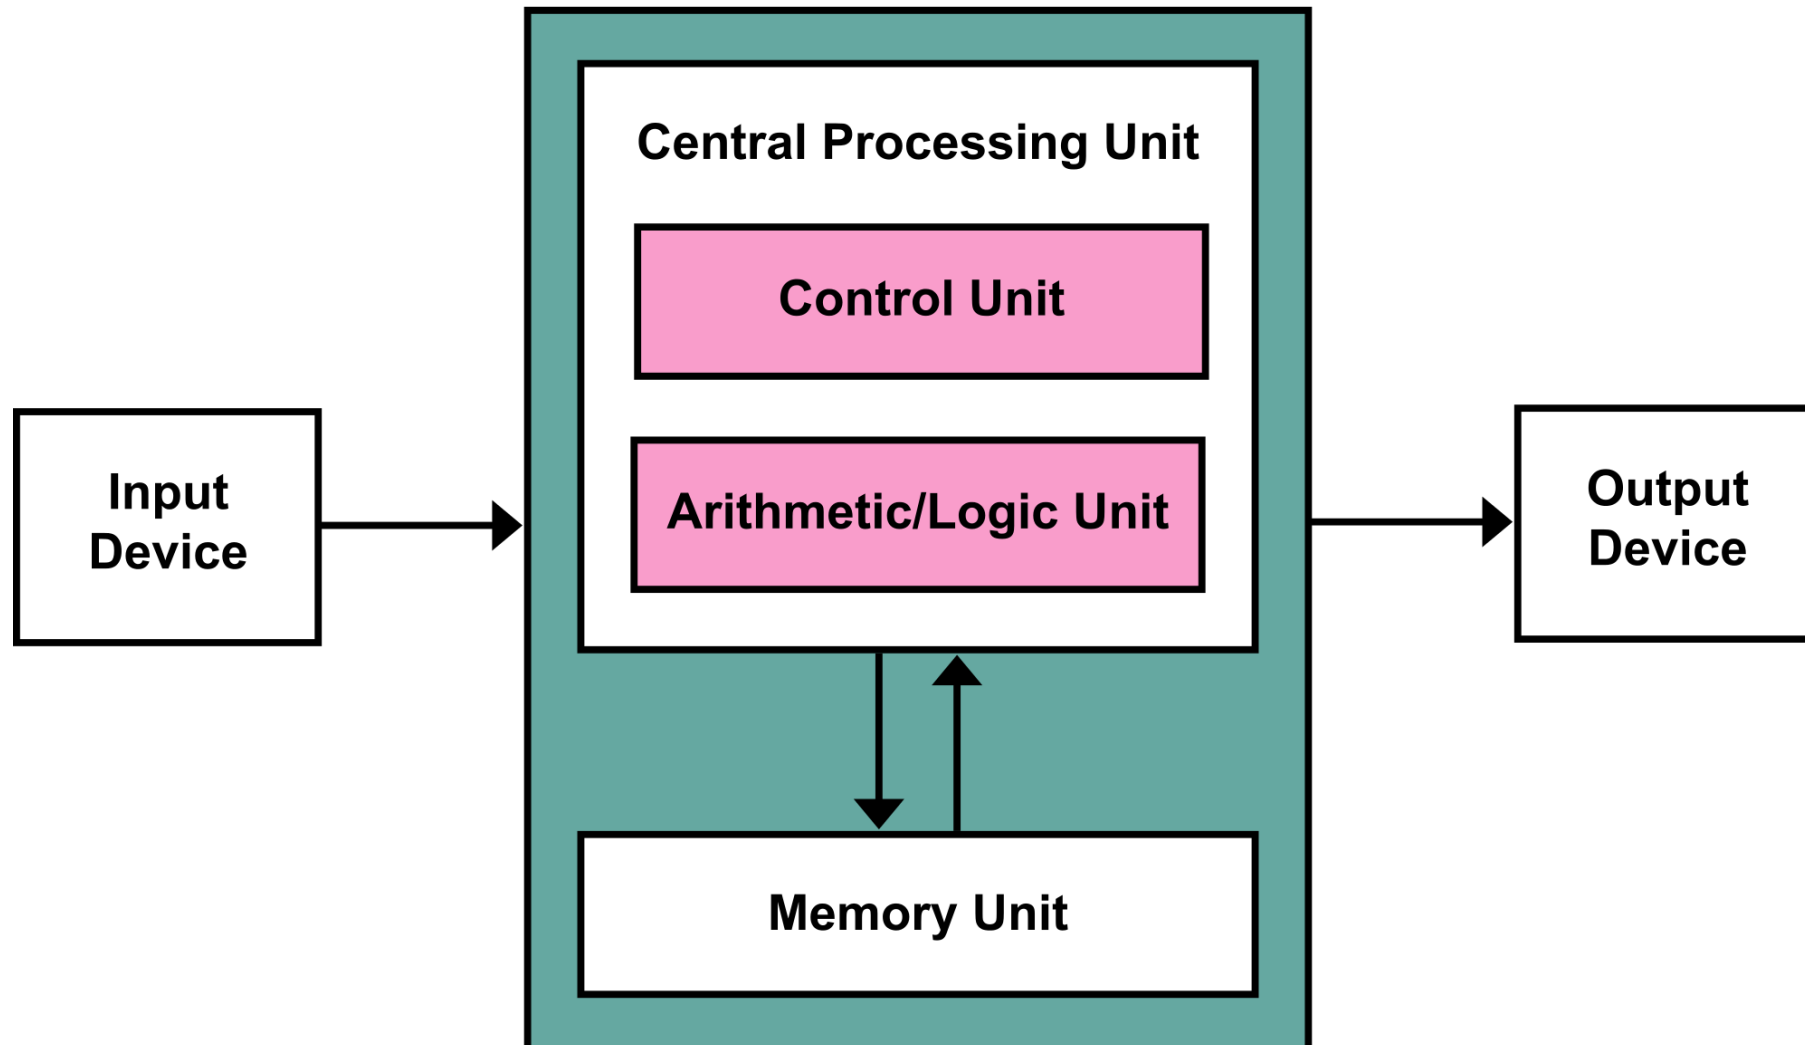 Central Processing Unit
Control Unit
Arithmetic/Logic Unit
Input
Device
Output
Device
Memory Unit